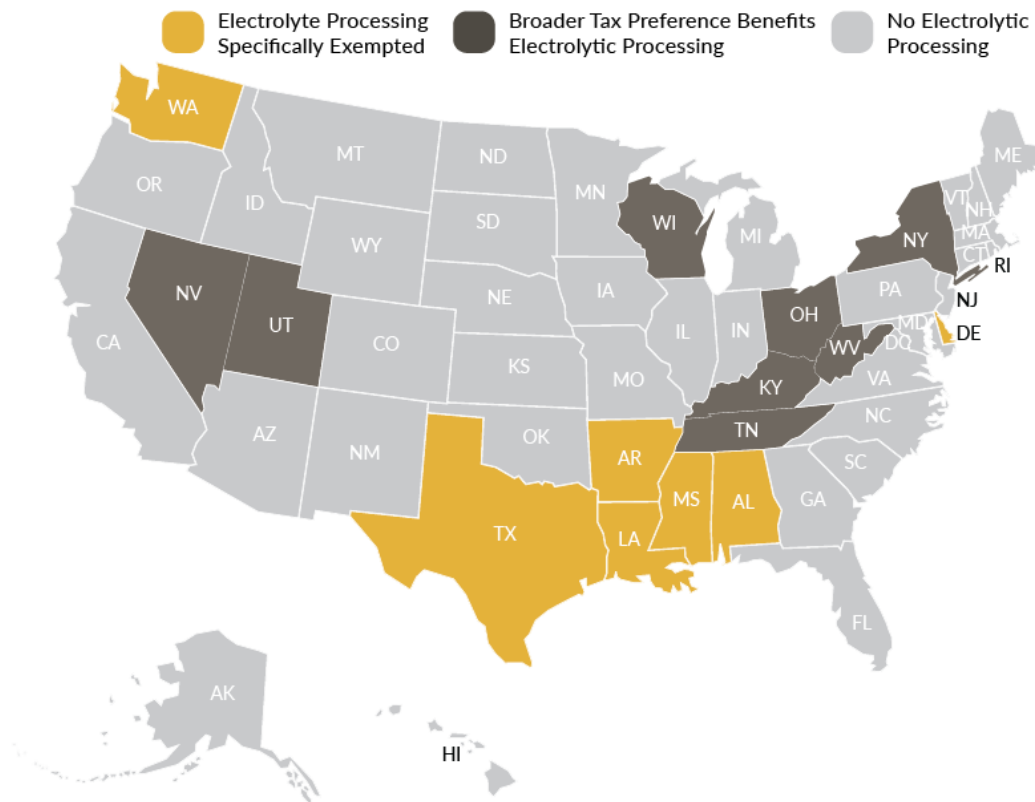 Electrolyte Processing
Specifically Exempted
Broader Tax Preference Benefits
Electrolytic Processing
No Electrolytic
Processing
WA
MT
ND
MN
ME
OR
ID
SD
WI
MI
VT
NH
NY
MA
CT
RI
WY
NV
UT
NE
IA
PA
NJ
CA
CO
IL
IN
OH
MD
DE
DC
WV
KS
MO
KY
VA
AZ
NM
OK
AR
TN
NC
SC
TX
LA
MS
AL
GA
FL
AK
HI